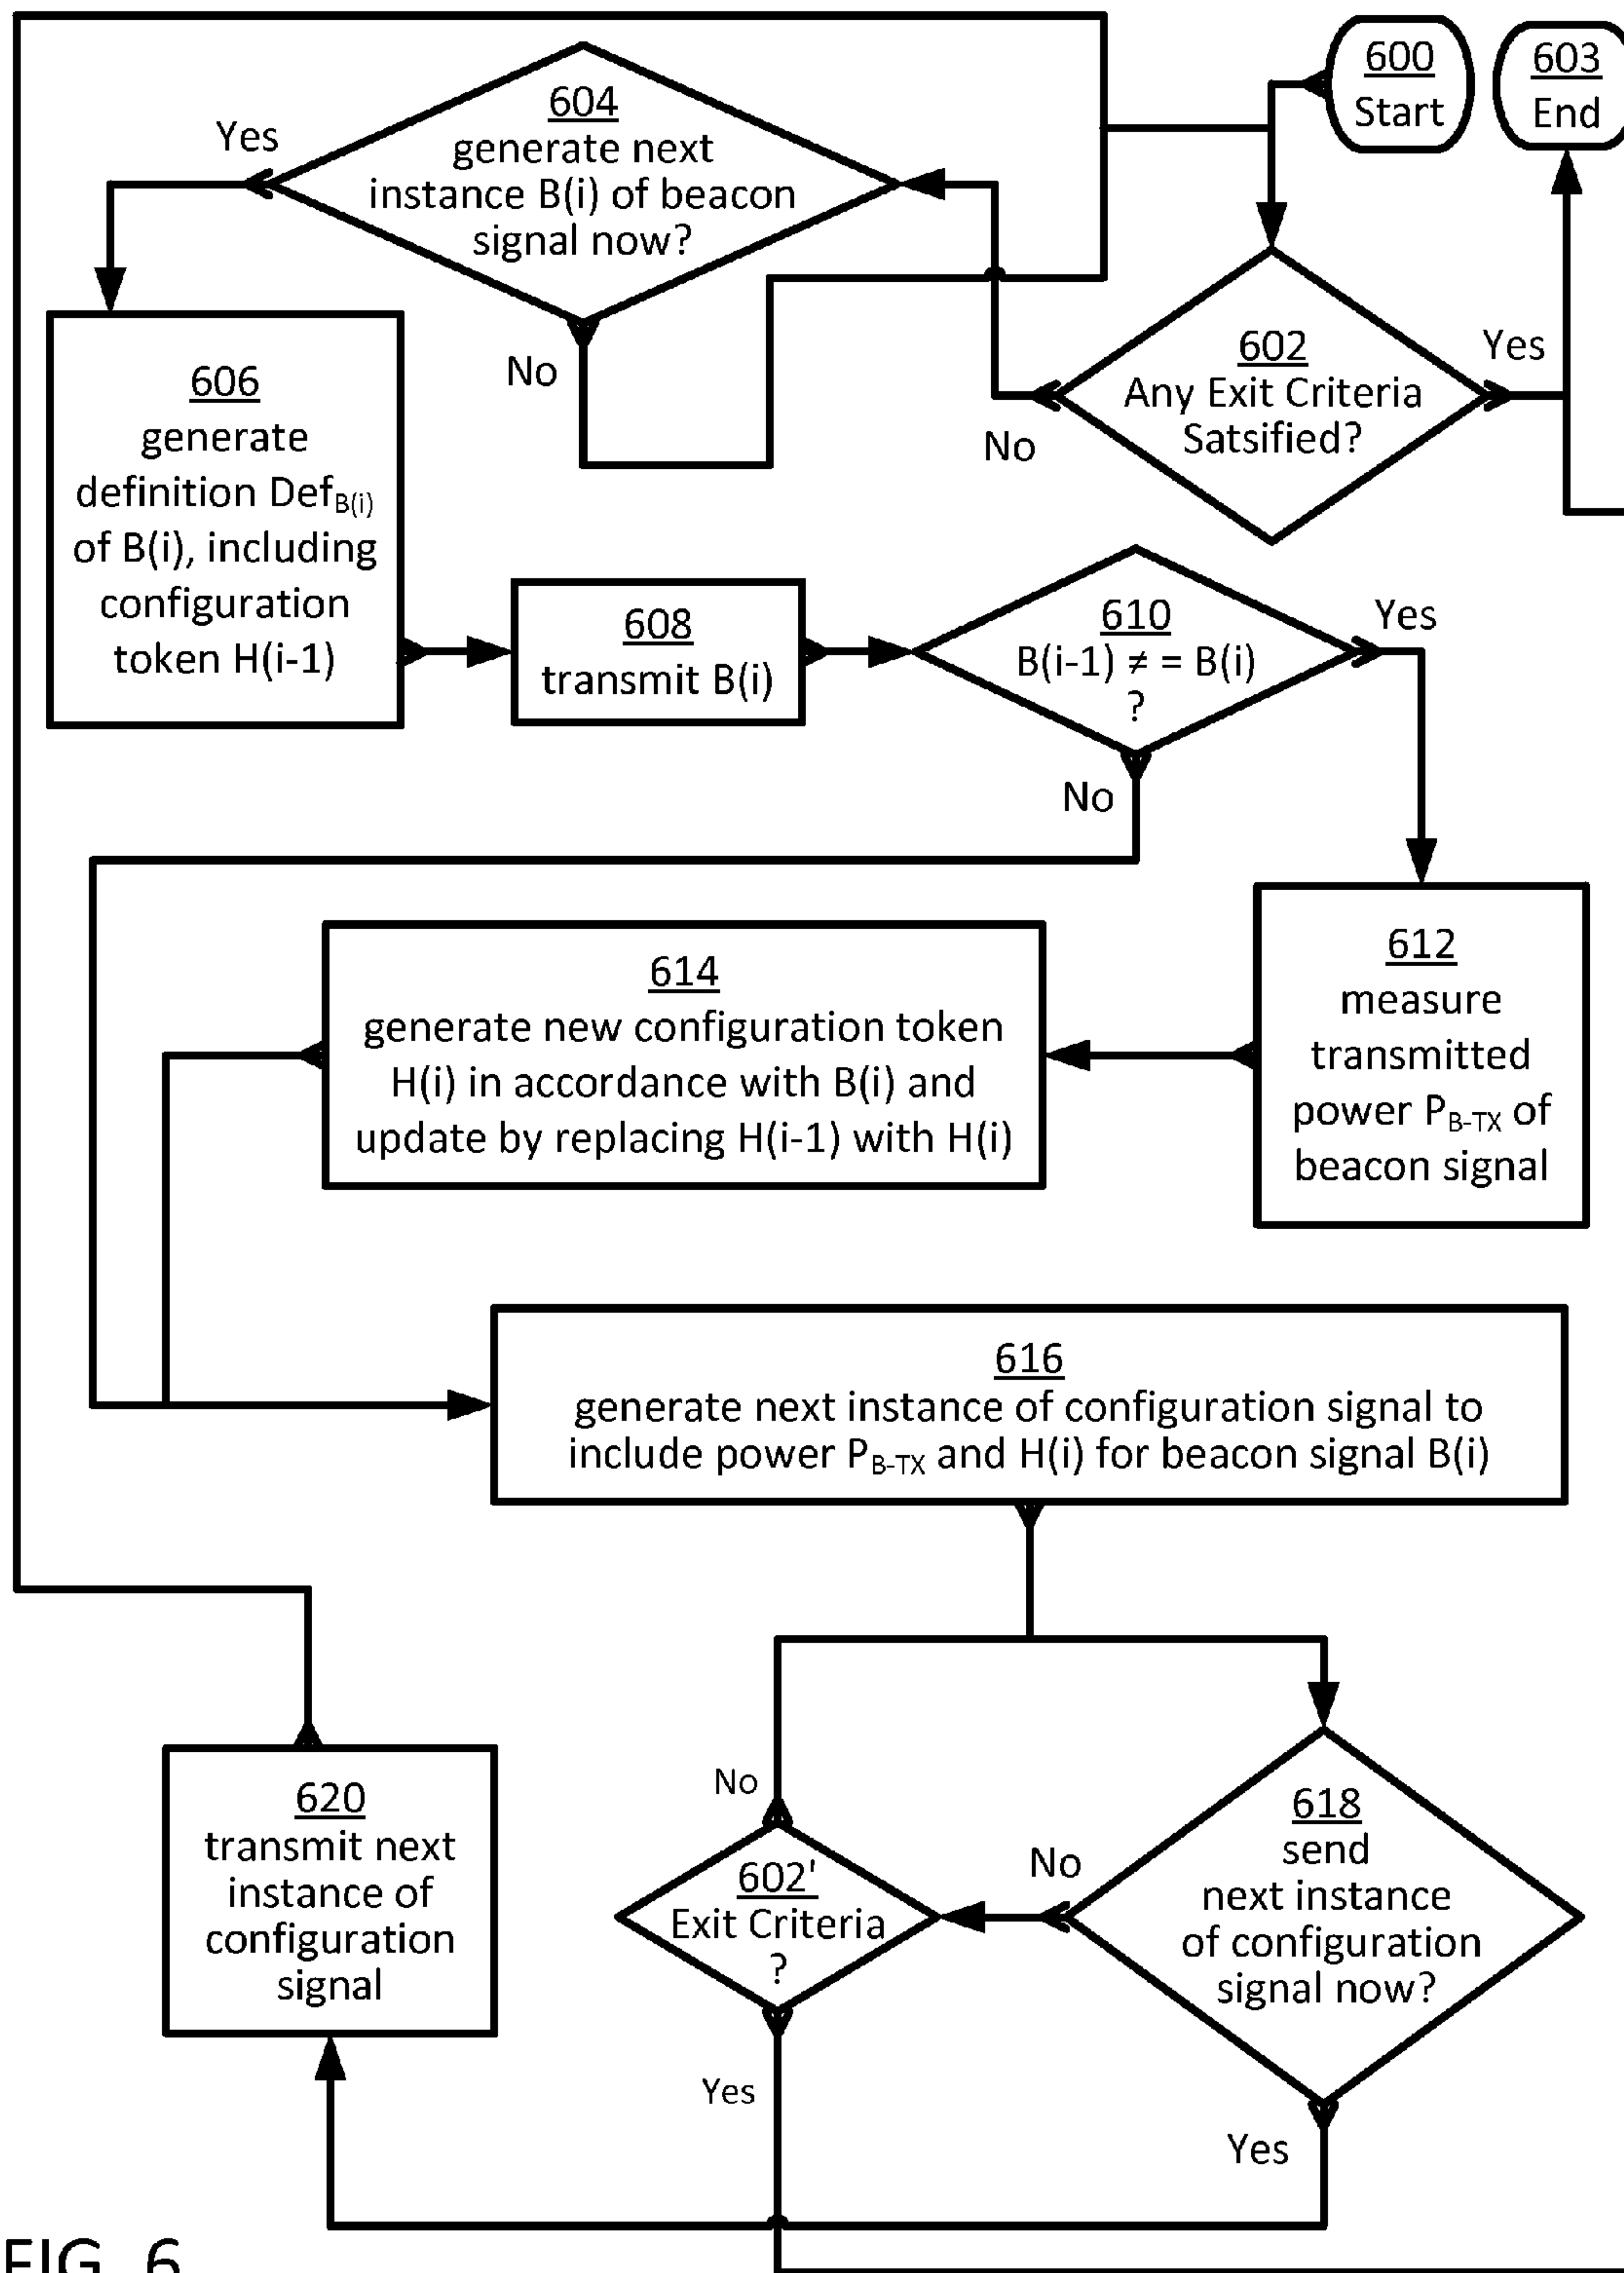 600
Start
603
End
604
generate next
instance B(i) of beacon
signal now?
Yes
No
602
Any Exit Criteria
Satsified?
Yes
No
606
generate
definition Def_B(i)
of B(i), including
configuration
token H(i-1)
608
transmit B(i)
610
B(i-1) ≠ = B(i)
?
Yes
No
612
measure
transmitted
power P_B-TX of
beacon signal
614
generate new configuration token
H(i) in accordance with B(i) and
update by replacing H(i-1) with H(i)
616
generate next instance of configuration signal to
include power P_B-TX and H(i) for beacon signal B(i)
618
send
next instance
of configuration
signal now?
No
Yes
602'
Exit Criteria
?
No
Yes
620
transmit next
instance of
configuration
signal
FIG. 6